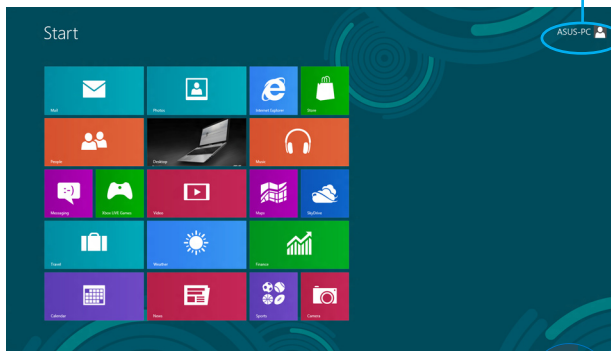 Start
ASUS-PC
Mail
Photos
Internet Explorer
Store
People
Desktop
Music
Messaging
Xbox LIVE Games
Video
Maps
SkyDrive
Travel
Weather
Finance
Calendar
News
Sports
Camera